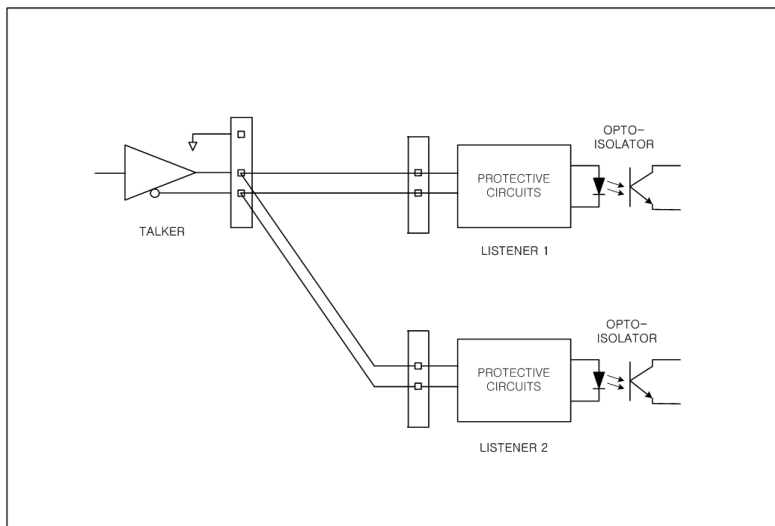 OPTO-
ISOLATOR
PROTECTIVE
CIRCUITS
TALKER
LISTENER 1
OPTO-
ISOLATOR
PROTECTIVE
CIRCUITS
LISTENER 2